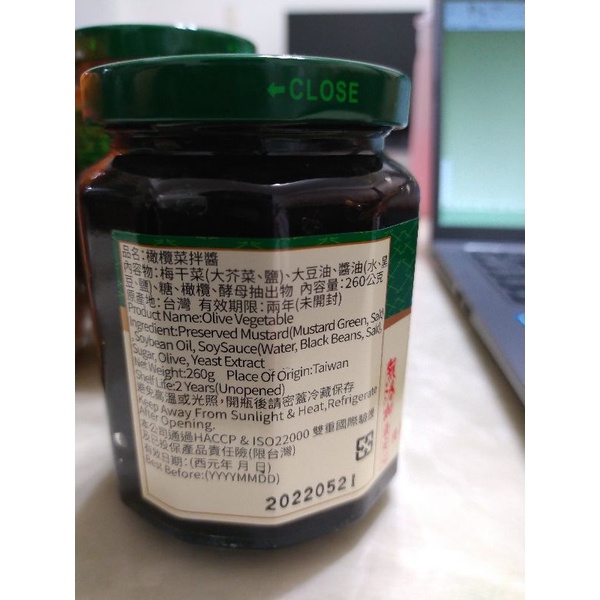 ←CLOSE
品名:橄欖菜拌醬
內容物:梅干菜(大芥菜、鹽)、大豆油、醬油(水、黑
豆、鹽)、糖、橄欖、酵母抽出物 內容量:260公克
原產地:台灣 有效期限:兩年(未開封)
Product Name:Olive Vegetable
Ingredient:Preserved Mustard(Mustard Green, Salt),
Soybean Oil, SoySauce(Water, Black Beans, Salt),
Sugar, Olive, Yeast Extract
Net Weight:260g Place Of Origin:Taiwan
Shelf Life:2 Years(Unopened)
避免高溫或光照，開瓶後請密蓋冷藏保存
Keep Away From Sunlight & Heat,Refrigerate
After Opening.
本公司通過HACCP & ISO22000 雙重國際驗證
及已投保產品責任險(限台灣)
有效日期：(西元年 月 日)
Best Before:(YYYYMMDD)
20220521